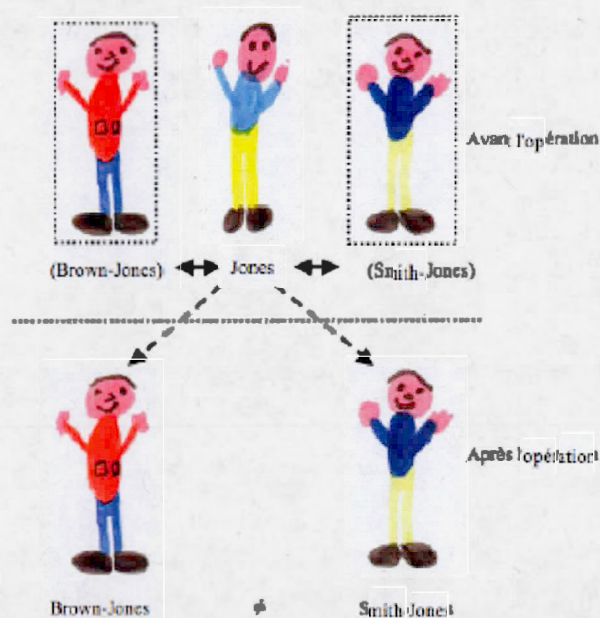 Avant l'opération
(Brown-Jones) Jones (Smith-Jones)
Après l'opération
Brown-Jones ≠ Smith-Jones